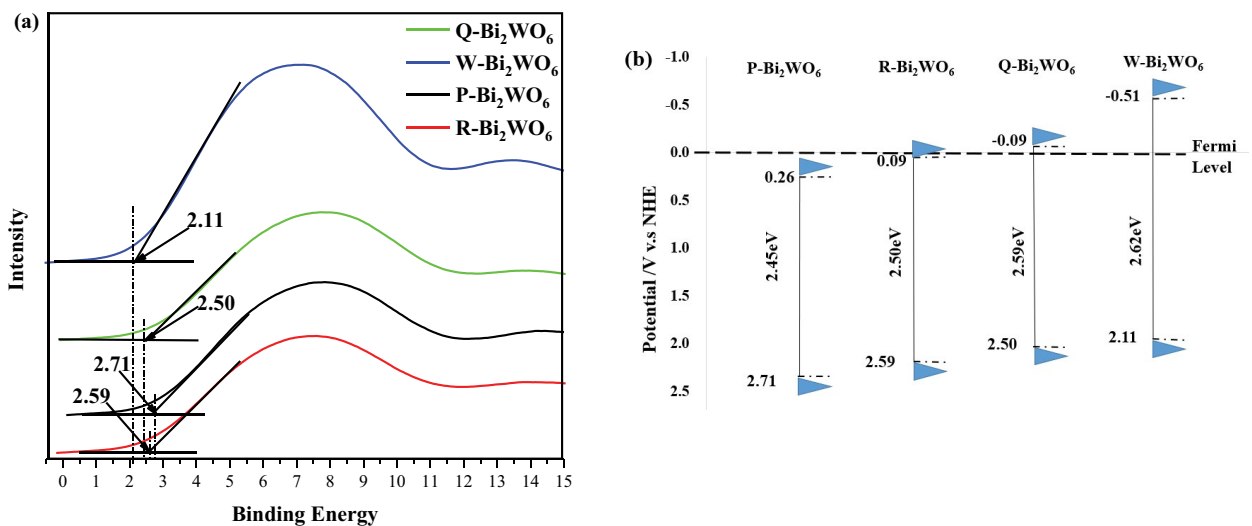 (a)
Q-Bi₂WO₆
W-Bi₂WO₆
P-Bi₂WO₆
R-Bi₂WO₆
2.11
2.50
2.71
2.59
Intensity
0 1 2 3 4 5 6 7 8 9 10 11 12 13 14 15
Binding Energy
(b)
P-Bi₂WO₆ R-Bi₂WO₆ Q-Bi₂WO₆ W-Bi₂WO₆
Potential /V v.s NHE
-1.0
-0.5
0.0
0.5
1.0
1.5
2.0
2.5
0.26
2.45eV
2.71
0.09
2.50eV
2.59
-0.09
2.59eV
2.50
-0.51
2.62eV
2.11
Fermi
Level